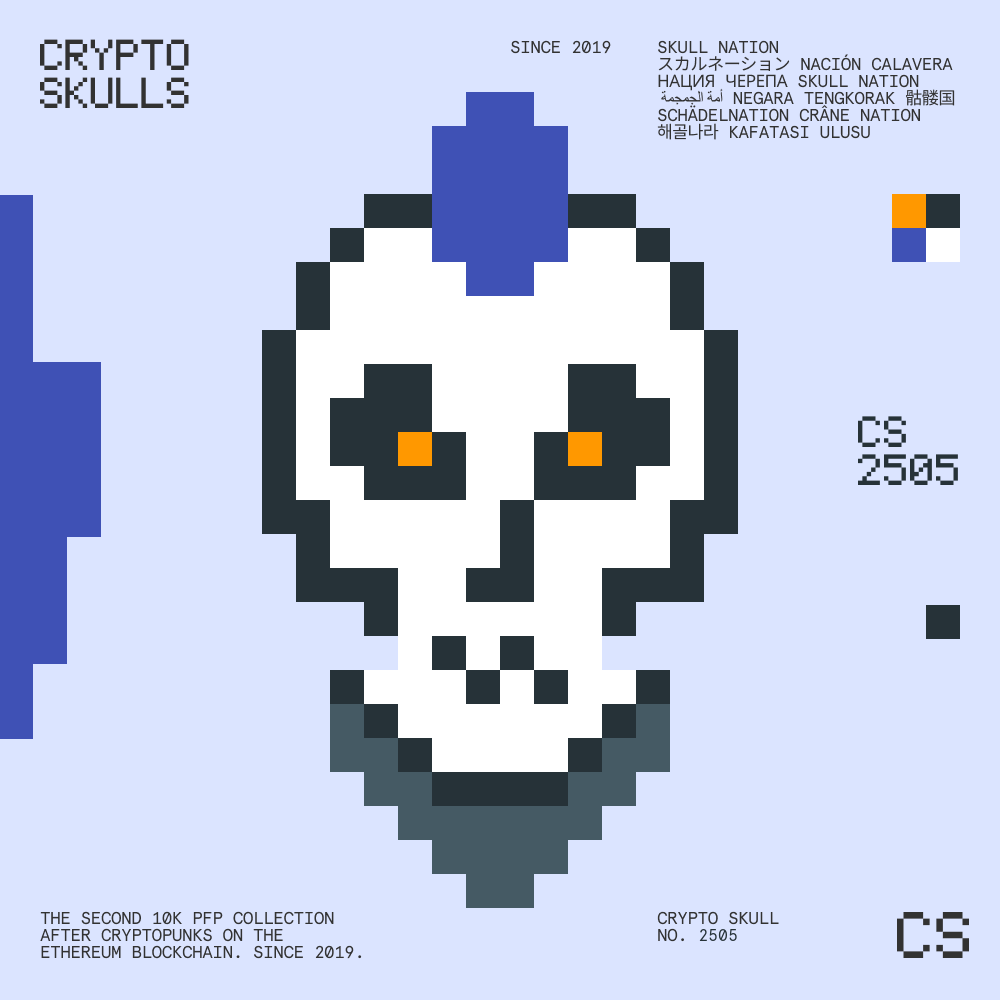 CRYPTO
SKULLS
SINCE 2019
SKULL NATION
スカルネーション NACIÓN CALAVERA
НАЦИЯ ЧЕРЕПА SKULL NATION
أمة الجمجمة NEGARA TENGKORAK 骷髅国
SCHÄDELNATION CRÂNE NATION
해골나라 KAFATASI ULUSU
CS
2505
THE SECOND 10K PFP COLLECTION
AFTER CRYPTOPUNKS ON THE
ETHEREUM BLOCKCHAIN. SINCE 2019.
CRYPTO SKULL
NO. 2505
CS